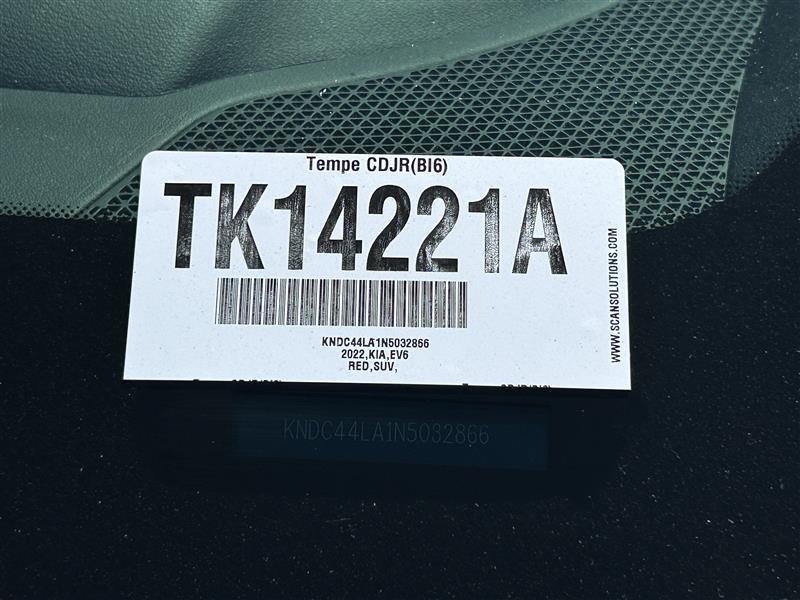 Tempe CDJR(BI6)
TK14221A
KNDC44LA1N5032866
2022,KIA,EV6
RED,SUV,
WWW.SCANSOLUTIONS.COM
KNDC44LA1N5032866